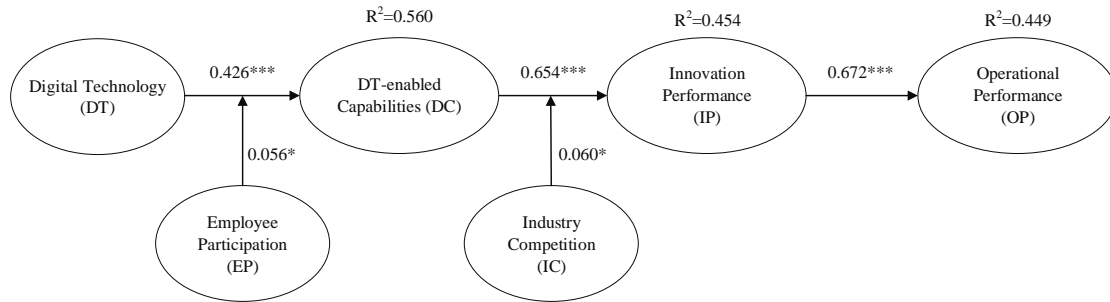 R²=0.560
R²=0.454
R²=0.449
Digital Technology
(DT)
0.426***
DT-enabled
Capabilities (DC)
0.654***
Innovation
Performance
(IP)
0.672***
Operational
Performance
(OP)
0.056*
0.060*
Employee
Participation
(EP)
Industry
Competition
(IC)